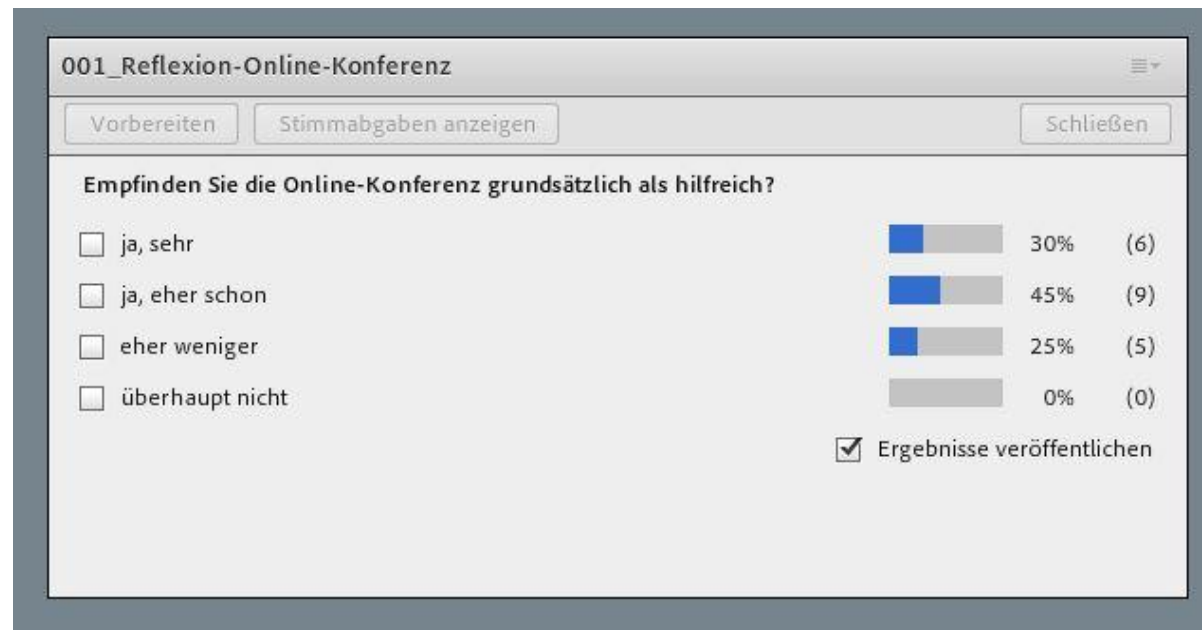 001_Reflexion-Online-Konferenz
Vorbereiten Stimmabgaben anzeigen Schließen
Empfinden Sie die Online-Konferenz grundsätzlich als hilfreich?
ja, sehr 30% (6)
ja, eher schon 45% (9)
eher weniger 25% (5)
überhaupt nicht 0% (0)
Ergebnisse veröffentlichen